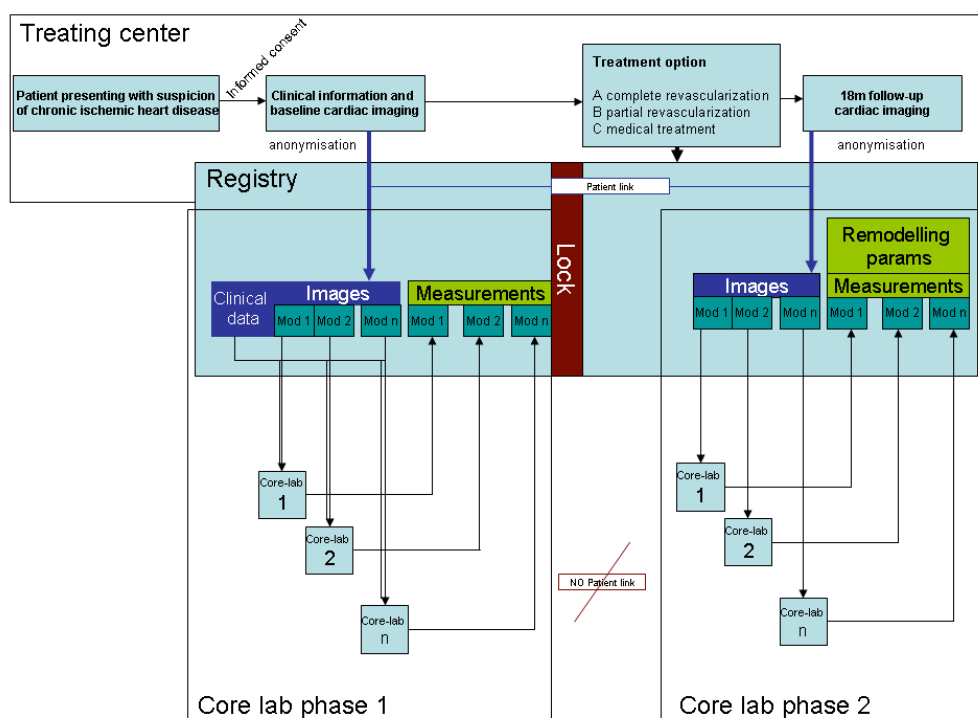 Treating center
Informed consent
Patient presenting with suspicion
of chronic ischemic heart disease
Clinical information and
baseline cardiac imaging
Treatment option
A complete revascularization
B partial revascularization
C medical treatment
18m follow-up
cardiac imaging
anonymisation
anonymisation
Registry
Patient link
Lock
Clinical
data
Images
Mod 1
Mod 2
Mod n
Measurements
Mod 1
Mod 2
Mod n
Images
Mod 1
Mod 2
Mod n
Remodelling
params
Measurements
Mod 1
Mod 2
Mod n
Core-lab
1
Core-lab
2
Core-lab
n
NO Patient link
Core-lab
1
Core-lab
2
Core-lab
n
Core lab phase 1
Core lab phase 2